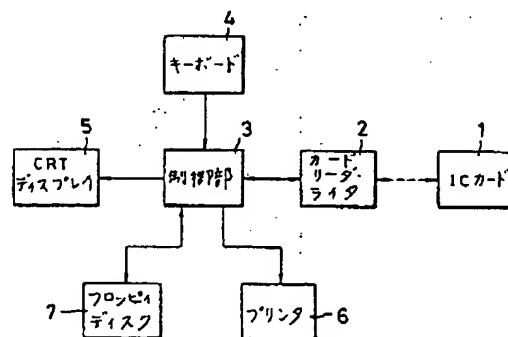 4
キーボード
5
CRT
ディスプレイ
3
制御部
2
カード
リーダ・
ライタ
1
ICカード
7
フロッピィ
ディスク
プリンタ
6